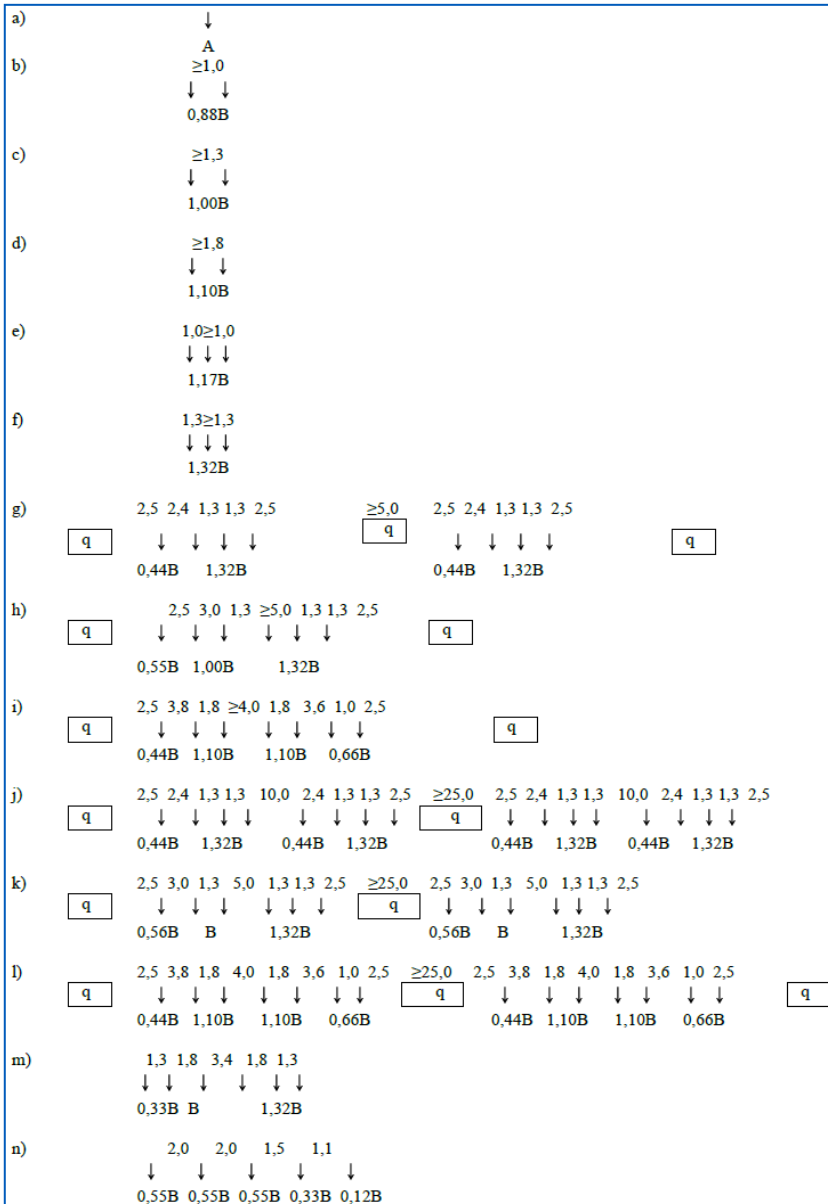 a)
A
b) ≥1,0
0,88B
c) ≥1,3
1,00B
d) ≥1,8
1,10B
e) 1,0≥1,0
1,17B
f) 1,3≥1,3
1,32B
g) 2,5 2,4 1,3 1,3 2,5 ≥5,0 2,5 2,4 1,3 1,3 2,5
q q q
0,44B 1,32B 0,44B 1,32B
h) 2,5 3,0 1,3 ≥5,0 1,3 1,3 2,5
q q
0,55B 1,00B 1,32B
i) 2,5 3,8 1,8 ≥4,0 1,8 3,6 1,0 2,5
q q
0,44B 1,10B 1,10B 0,66B
j) 2,5 2,4 1,3 1,3 10,0 2,4 1,3 1,3 2,5 ≥25,0 2,5 2,4 1,3 1,3 10,0 2,4 1,3 1,3 2,5
q q
0,44B 1,32B 0,44B 1,32B 0,44B 1,32B 0,44B 1,32B
k) 2,5 3,0 1,3 5,0 1,3 1,3 2,5 ≥25,0 2,5 3,0 1,3 5,0 1,3 1,3 2,5
q q
0,56B B 1,32B 0,56B B 1,32B
l) 2,5 3,8 1,8 4,0 1,8 3,6 1,0 2,5 ≥25,0 2,5 3,8 1,8 4,0 1,8 3,6 1,0 2,5
q q q
0,44B 1,10B 1,10B 0,66B 0,44B 1,10B 1,10B 0,66B
m) 1,3 1,8 3,4 1,8 1,3
0,33B B 1,32B
n) 2,0 2,0 1,5 1,1
0,55B 0,55B 0,55B 0,33B 0,12B